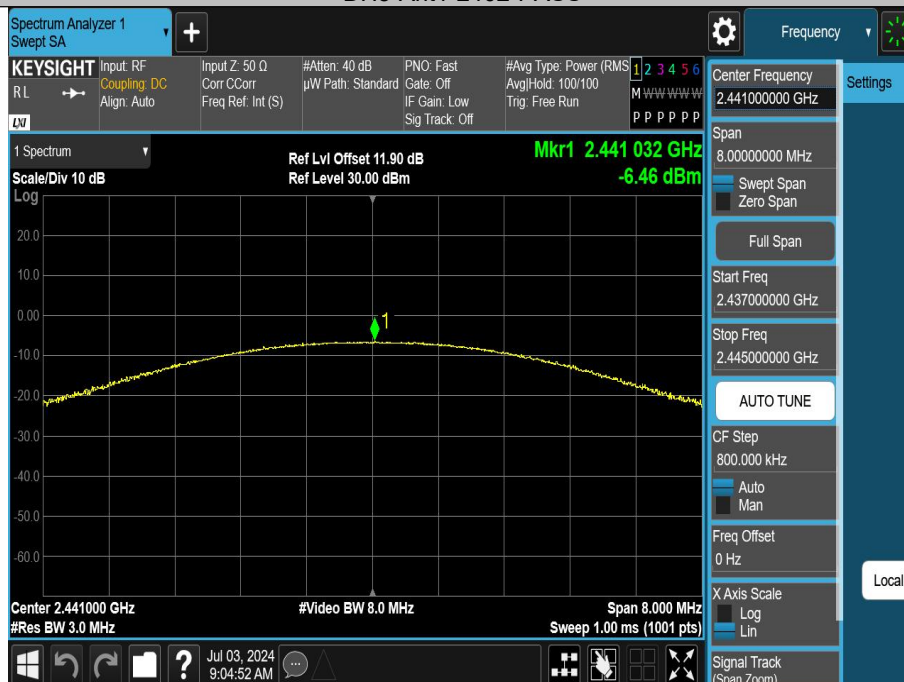 Spectrum Analyzer 1
Swept SA
+
Frequency
KEYSIGHT
R L
LXI
Input: RF
Coupling: DC
Align: Auto
Input Z: 50 Ω
Corr CCorr
Freq Ref: Int (S)
#Atten: 40 dB
µW Path: Standard
PNO: Fast
Gate: Off
IF Gain: Low
Sig Track: Off
#Avg Type: Power (RMS
Avg|Hold: 100/100
Trig: Free Run
1 2 3 4 5 6
M W W W W W
P P P P P P
1 Spectrum
Scale/Div 10 dB
Log
Ref Lvl Offset 11.90 dB
Ref Level 30.00 dBm
Mkr1 2.441 032 GHz
-6.46 dBm
20.0
10.0
0.00
-10.0
-20.0
-30.0
-40.0
-50.0
-60.0
1
Center 2.441000 GHz
#Res BW 3.0 MHz
#Video BW 8.0 MHz
Span 8.000 MHz
Sweep 1.00 ms (1001 pts)
Center Frequency
2.441000000 GHz
Settings
Span
8.00000000 MHz
Swept Span
Zero Span
Full Span
Start Freq
2.437000000 GHz
Stop Freq
2.445000000 GHz
AUTO TUNE
CF Step
800.000 kHz
Auto
Man
Freq Offset
0 Hz
Local
X Axis Scale
Log
Lin
Signal Track
(Span Zoom)
?
Jul 03, 2024
9:04:52 AM